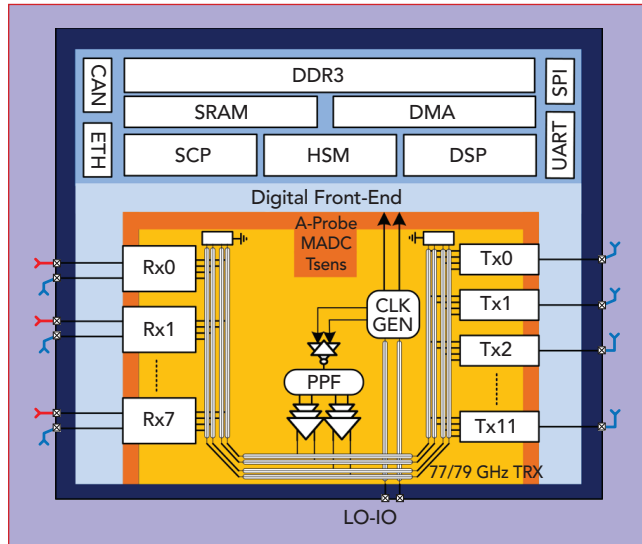 CAN
DDR3
SPI
SRAM
DMA
ETH
UART
SCP
HSM
DSP
Digital Front-End
A-Probe
MADC
Tsens
Rx0
Tx0
CLK
GEN
Rx1
Tx1
Tx2
PPF
Rx7
Tx11
77/79 GHz TRX
LO-IO